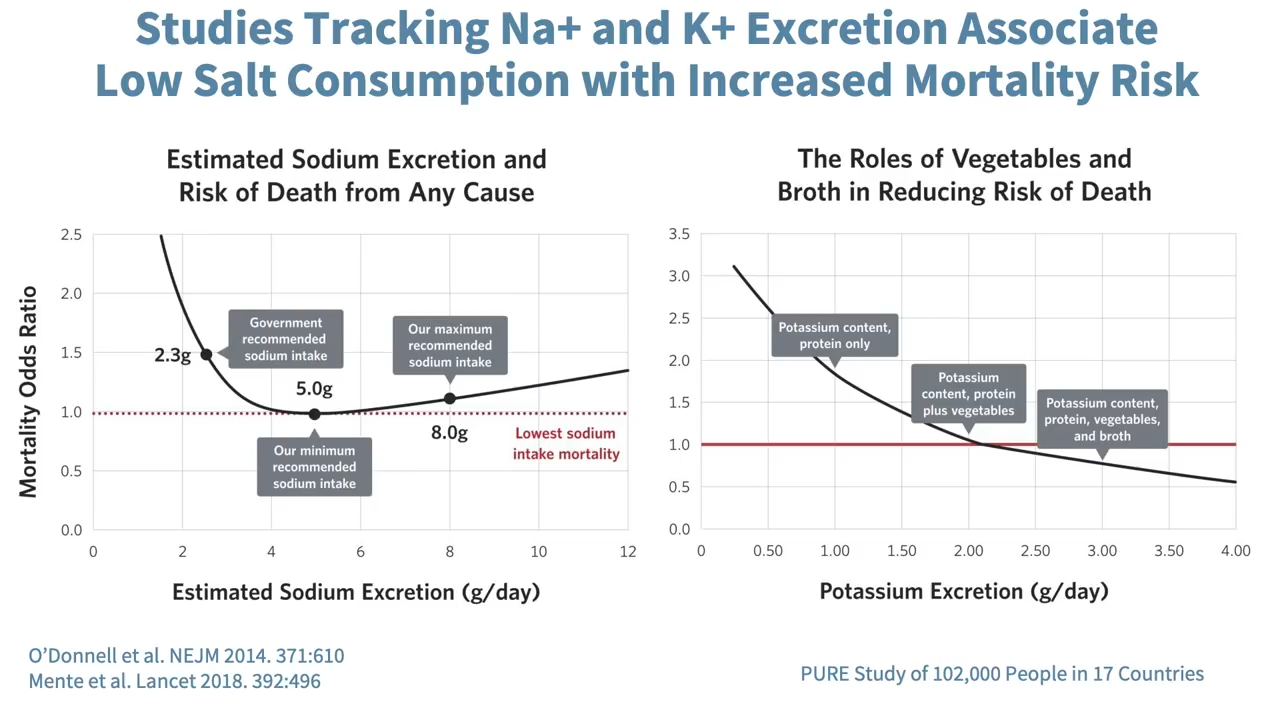 Studies Tracking Na+ and K+ Excretion Associate
Low Salt Consumption with Increased Mortality Risk
Estimated Sodium Excretion and
Risk of Death from Any Cause
Mortality Odds Ratio
2.5
2.0
1.5
1.0
0.5
0.0
2.3g
Government
recommended
sodium intake
5.0g
Our minimum
recommended
sodium intake
Our maximum
recommended
sodium intake
8.0g
Lowest sodium
intake mortality
0 2 4 6 8 10 12
Estimated Sodium Excretion (g/day)
The Roles of Vegetables and
Broth in Reducing Risk of Death
3.5
3.0
2.5
2.0
1.5
1.0
0.5
0.0
Potassium content,
protein only
Potassium
content, protein
plus vegetables
Potassium content,
protein, vegetables,
and broth
0 0.50 1.00 1.50 2.00 2.50 3.00 3.50 4.00
Potassium Excretion (g/day)
O’Donnell et al. NEJM 2014. 371:610
Mente et al. Lancet 2018. 392:496
PURE Study of 102,000 People in 17 Countries